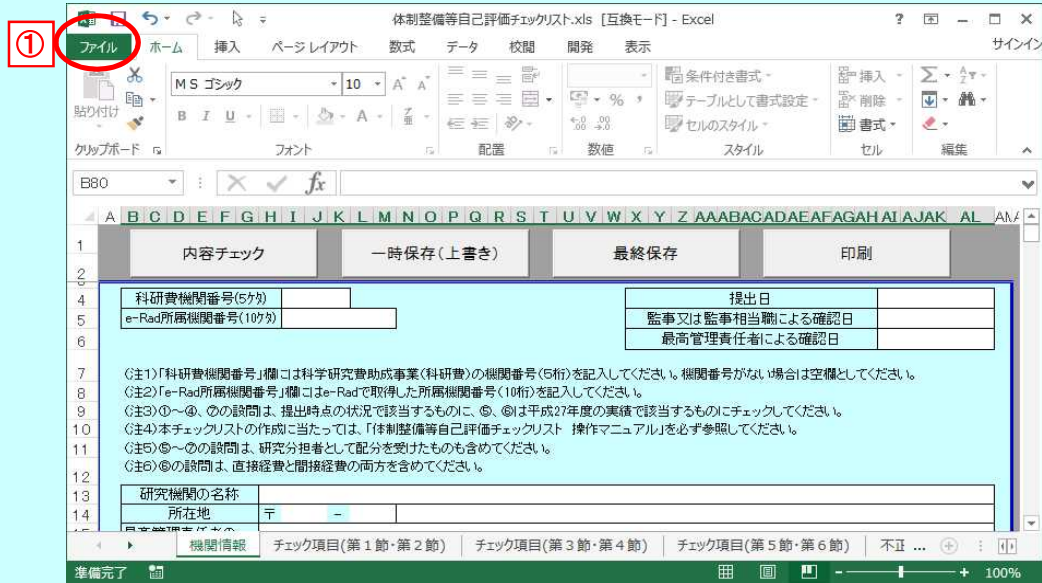 体制整備等自己評価チェックリスト.xls [互換モード] - Excel
①
ファイル ホーム 挿入 ページ レイアウト 数式 データ 校閲 開発 表示 サインイン
MS ゴシック 10
条件付き書式
挿入
貼り付け
テーブルとして書式設定
削除
セルのスタイル
書式
クリップボード フォント 配置 数値 スタイル セル 編集
B80
A B C D E F G H I J K L M N O P Q R S T U V W X Y Z AA AB AC AD AE AF AG AH AI AJ AK AL
1 内容チェック 一時保存(上書き) 最終保存 印刷
2
4 科研費機関番号(5ケタ) 提出日
5 e-Rad所属機関番号(10ケタ) 監事又は監事相当職による確認日
6 最高管理責任者による確認日
7 (注1)「科研費機関番号」欄には科学研究費助成事業(科研費)の機関番号(5桁)を記入してください。機関番号がない場合は空欄としてください。
8 (注2)「e-Rad所属機関番号」欄にはe-Radで取得した所属機関番号(10桁)を記入してください。
9 (注3)①~④、⑦の設問は、提出時点の状況で該当するものに、⑤、⑥は平成27年度の実績で該当するものにチェックしてください。
10 (注4)本チェックリストの作成に当たっては、「体制整備等自己評価チェックリスト 操作マニュアル」を必ず参照してください。
11 (注5)⑤~⑦の設問は、研究分担者として配分を受けたものも含めてください。
12 (注6)⑥の設問は、直接経費と間接経費の両方を含めてください。
13 研究機関の名称
14 所在地 〒 -
機関情報 チェック項目(第1節・第2節) チェック項目(第3節・第4節) チェック項目(第5節・第6節) 不正 ...
準備完了 100%